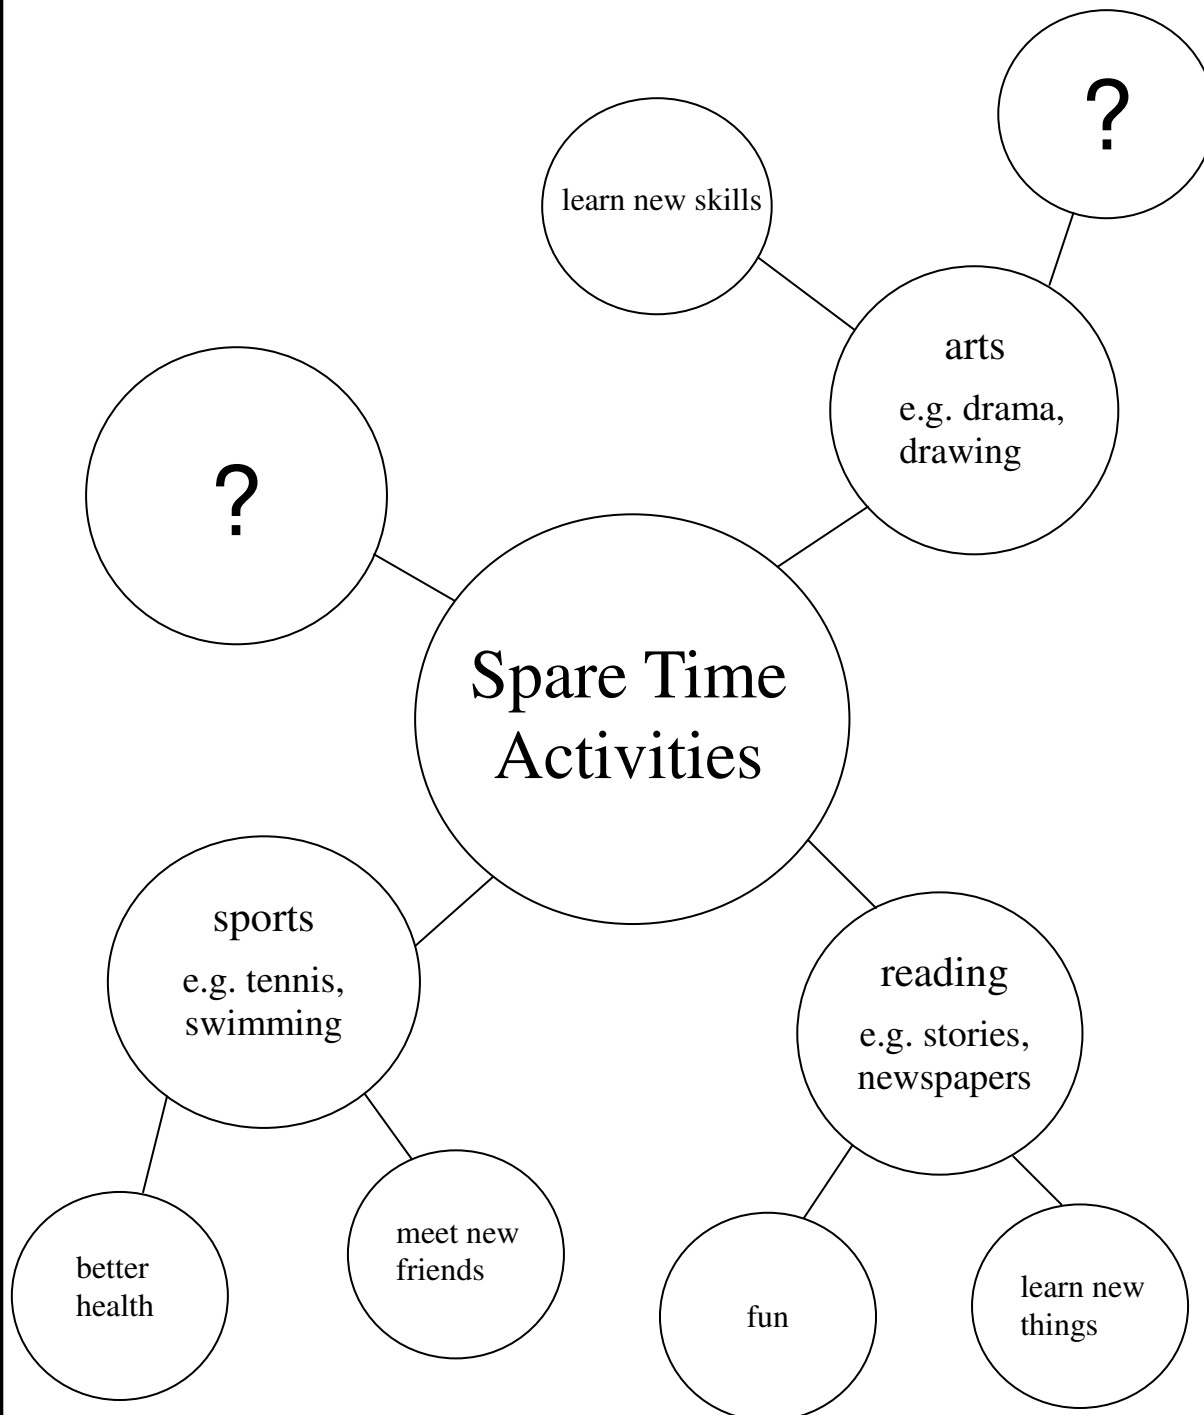 ?
learn new skills
arts
e.g. drama,
drawing
?
Spare Time
Activities
sports
e.g. tennis,
swimming
reading
e.g. stories,
newspapers
better
health
meet new
friends
fun
learn new
things